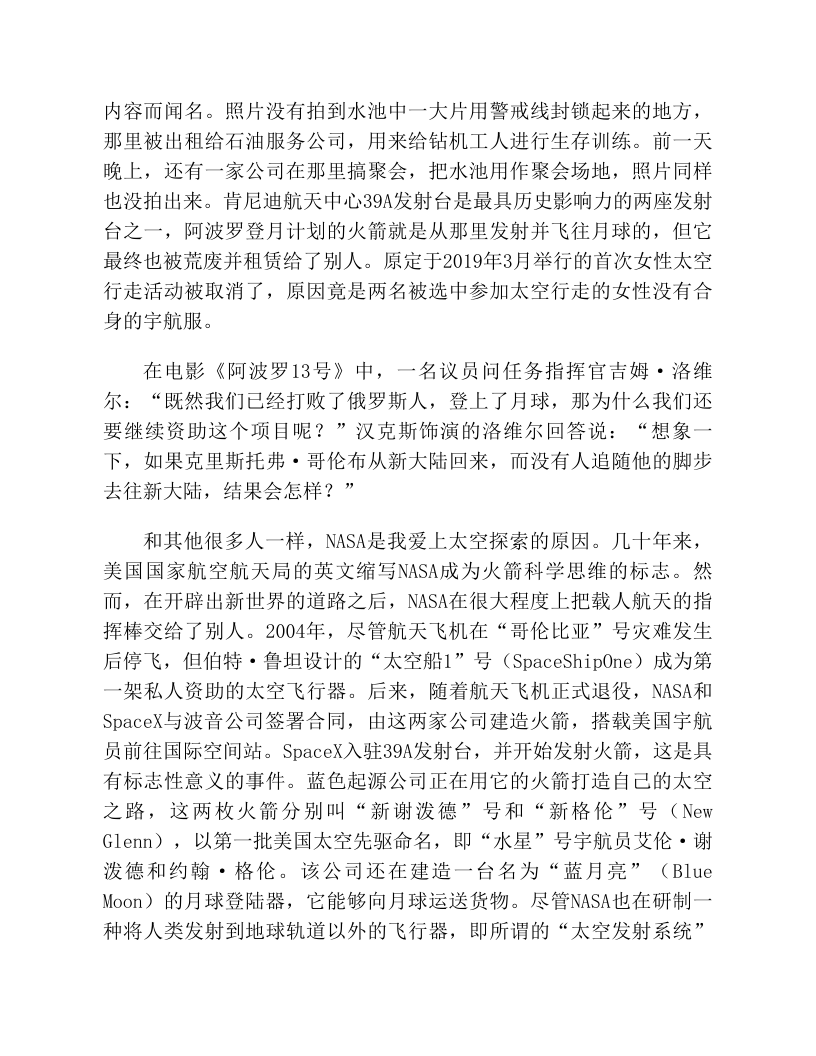 内容而闻名。照片没有拍到水池中一大片用警戒线封锁起来的地方，
那里被出租给石油服务公司，用来给钻机工人进行生存训练。前一天
晚上，还有一家公司在那里搞聚会，把水池用作聚会场地，照片同样
也没拍出来。肯尼迪航天中心39A发射台是最具历史影响力的两座发射
台之一，阿波罗登月计划的火箭就是从那里发射并飞往月球的，但它
最终也被荒废并租赁给了别人。原定于2019年3月举行的首次女性太空
行走活动被取消了，原因竟是两名被选中参加太空行走的女性没有合
身的宇航服。
在电影《阿波罗13号》中，一名议员问任务指挥官吉姆·洛维
尔：“既然我们已经打败了俄罗斯人，登上了月球，那为什么我们还
要继续资助这个项目呢？”汉克斯饰演的洛维尔回答说：“想象一
下，如果克里斯托弗·哥伦布从新大陆回来，而没有人追随他的脚步
去往新大陆，结果会怎样？”
和其他很多人一样，NASA是我爱上太空探索的原因。几十年来，
美国国家航空航天局的英文缩写NASA成为火箭科学思维的标志。然
而，在开辟出新世界的道路之后，NASA在很大程度上把载人航天的指
挥棒交给了别人。2004年，尽管航天飞机在“哥伦比亚”号灾难发生
后停飞，但伯特·鲁坦设计的“太空船1”号（SpaceShipOne）成为第
一架私人资助的太空飞行器。后来，随着航天飞机正式退役，NASA和
SpaceX与波音公司签署合同，由这两家公司建造火箭，搭载美国宇航
员前往国际空间站。SpaceX入驻39A发射台，并开始发射火箭，这是具
有标志性意义的事件。蓝色起源公司正在用它的火箭打造自己的太空
之路，这两枚火箭分别叫“新谢泼德”号和“新格伦”号（New
Glenn），以第一批美国太空先驱命名，即“水星”号宇航员艾伦·谢
泼德和约翰·格伦。该公司还在建造一台名为“蓝月亮”（Blue
Moon）的月球登陆器，它能够向月球运送货物。尽管NASA也在研制一
种将人类发射到地球轨道以外的飞行器，即所谓的“太空发射系统”